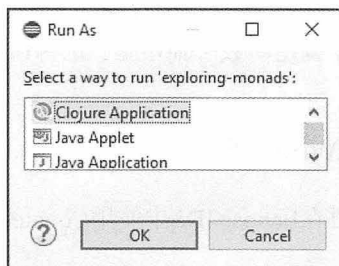 Run As
Select a way to run 'exploring-monads':
Clojure Application
Java Applet
Java Application
OK
Cancel